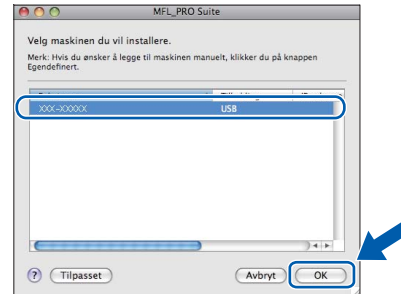 MFL_PRO Suite
Velg maskinen du vil installere.
Merk: Hvis du ønsker å legge til maskinen manuelt, klikker du på knappen
Egendefinert.
XXX-XXXXX USB
? Tilpasset Avbryt OK